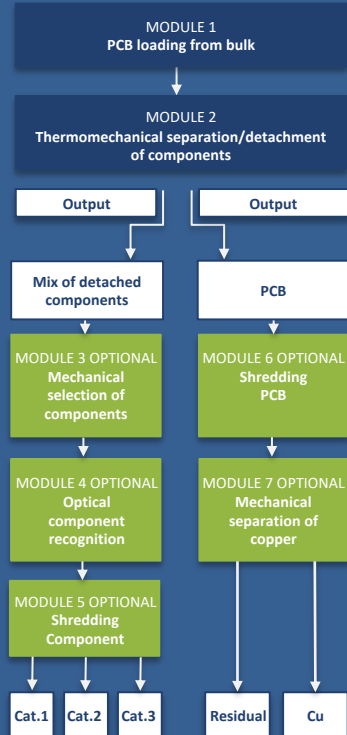 MODULE 1
PCB loading from bulk
MODULE 2
Thermomechanical separation/detachment
of components
Output
Output
Mix of detached
components
PCB
MODULE 3 OPTIONAL
Mechanical
selection of
components
MODULE 6 OPTIONAL
Shredding
PCB
MODULE 4 OPTIONAL
Optical
component
recognition
MODULE 7 OPTIONAL
Mechanical
separation of
copper
MODULE 5 OPTIONAL
Shredding
Component
Cat.1
Cat.2
Cat.3
Residual
Cu